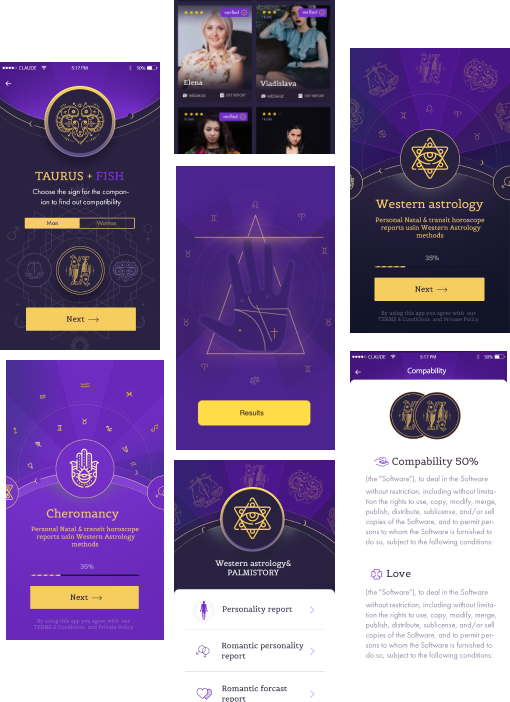 CLAUDE
5:17 PM
50%
TAURUS + FISH
Choose the sign for the compan-
ion to find out compatibility
Man
Woman
Next
verified
verified
Elena
Vladislava
MESSAGE
GET REPORT
MESSAGE
GET REPORT
verified
Results
Western astrology
Personal Natal & transit horoscope
reports usin Western Astrology
methods
35%
Next
By using this app you agree with our
TERMS & Conditions and Private Policy
Cheromancy
Personal Natal & transit horoscope
reports usin Western Astrology
methods
35%
Next
By using this app you agree with our
TERMS & Conditions and Private Policy
Western astrology&
PALMISTORY
Personality report
Romantic personality
report
Romantic forcast
report
CLAUDE
5:17 PM
50%
Compability
Compability 50%
(the "Software"), to deal in the Software
without restriction, including without limita-
tion the rights to use, copy, modify, merge,
publish, distribute, sublicense, and/or sell
copies of the Software, and to permit per-
sons to whom the Software is furnished to
do so, subject to the following conditions:
Love
(the "Software"), to deal in the Software
without restriction, including without limita-
tion the rights to use, copy, modify, merge,
publish, distribute, sublicense, and/or sell
copies of the Software, and to permit per-
sons to whom the Software is furnished to
do so, subject to the following conditions: